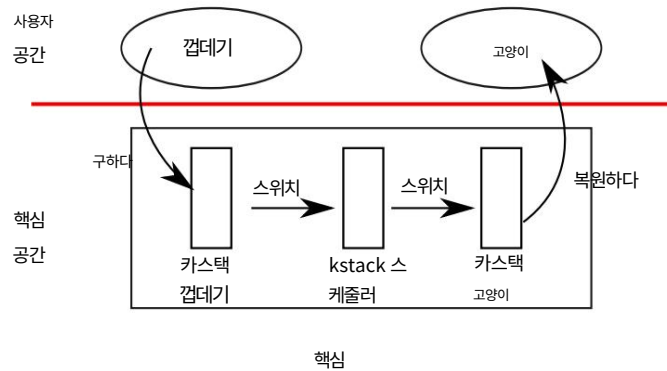 사용자
공간
껍데기
고양이
구하다
스위치
스위치
복원하다
핵심
공간
카스택
껍데기
kstack 스
케줄러
카스택
고양이
핵심